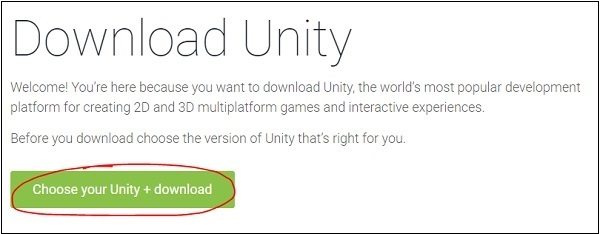 Download Unity
Welcome! You're here because you want to download Unity, the world's most popular development
platform for creating 2D and 3D multiplatform games and interactive experiences.
Before you download choose the version of Unity that's right for you.
Choose your Unity + download